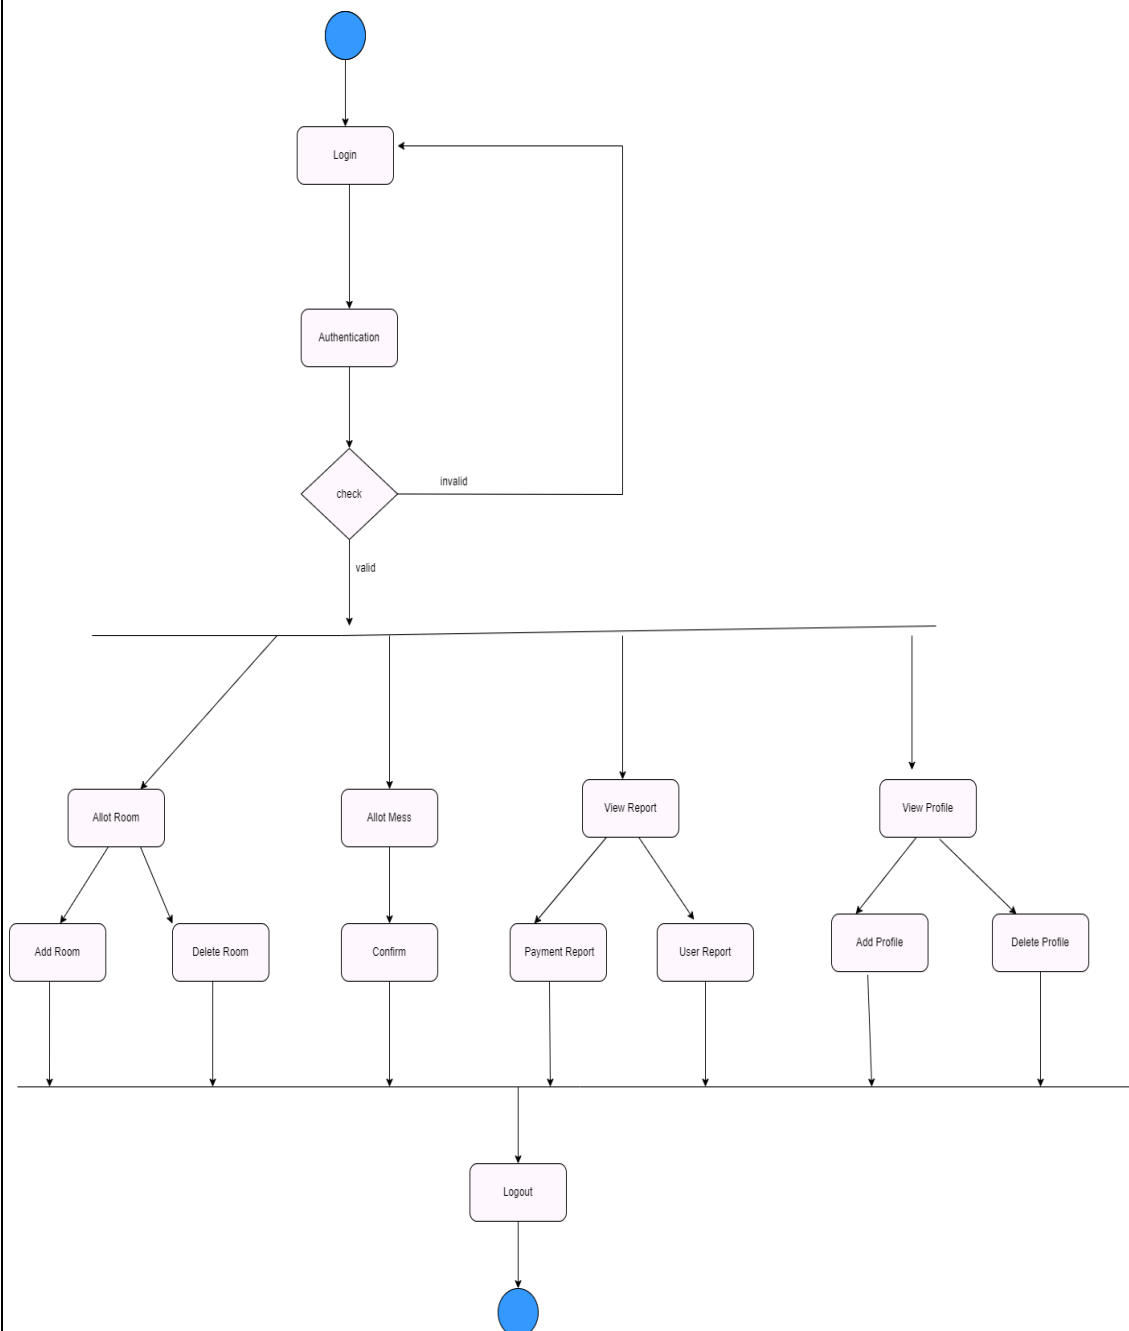 Login
Authentication
check
invalid
valid
Allot Room
Allot Mess
View Report
View Profile
Add Room
Delete Room
Confirm
Payment Report
User Report
Add Profile
Delete Profile
Logout